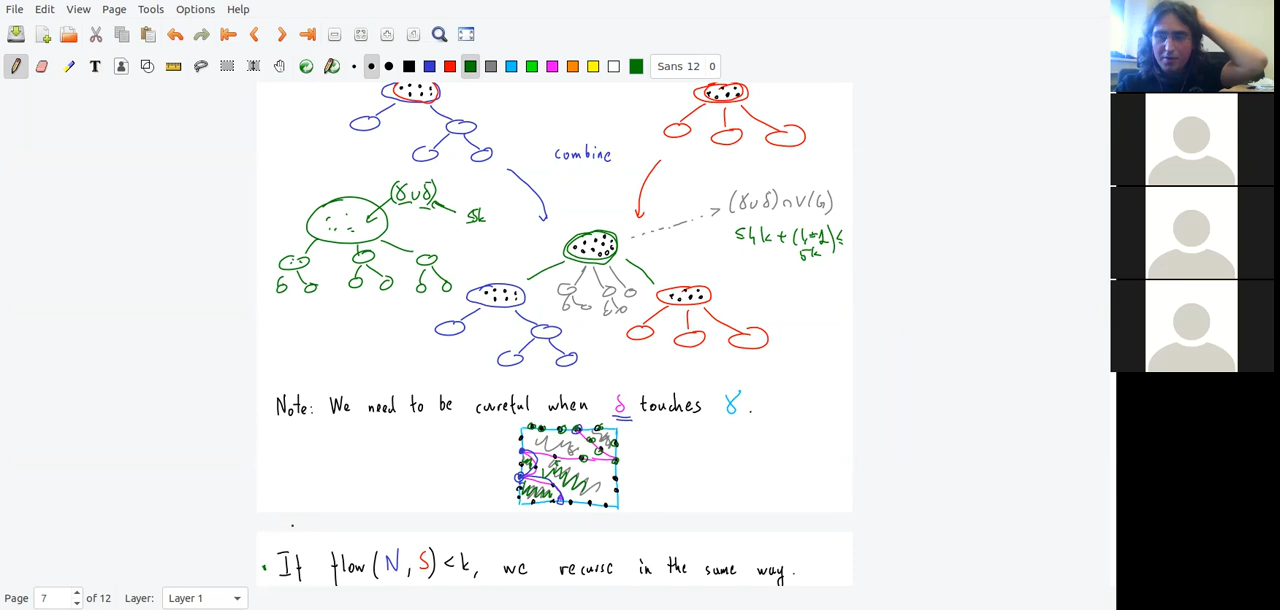 File Edit View Page Tools Options Help
Sans 12 0
combine
(γ∪δ)
5k
(γ∪δ)∩V(G)
Note: We need to be careful when δ touches γ.
If flow(N, S) < k, we recurse in the same way.
Page 7 of 12 Layer: Layer 1